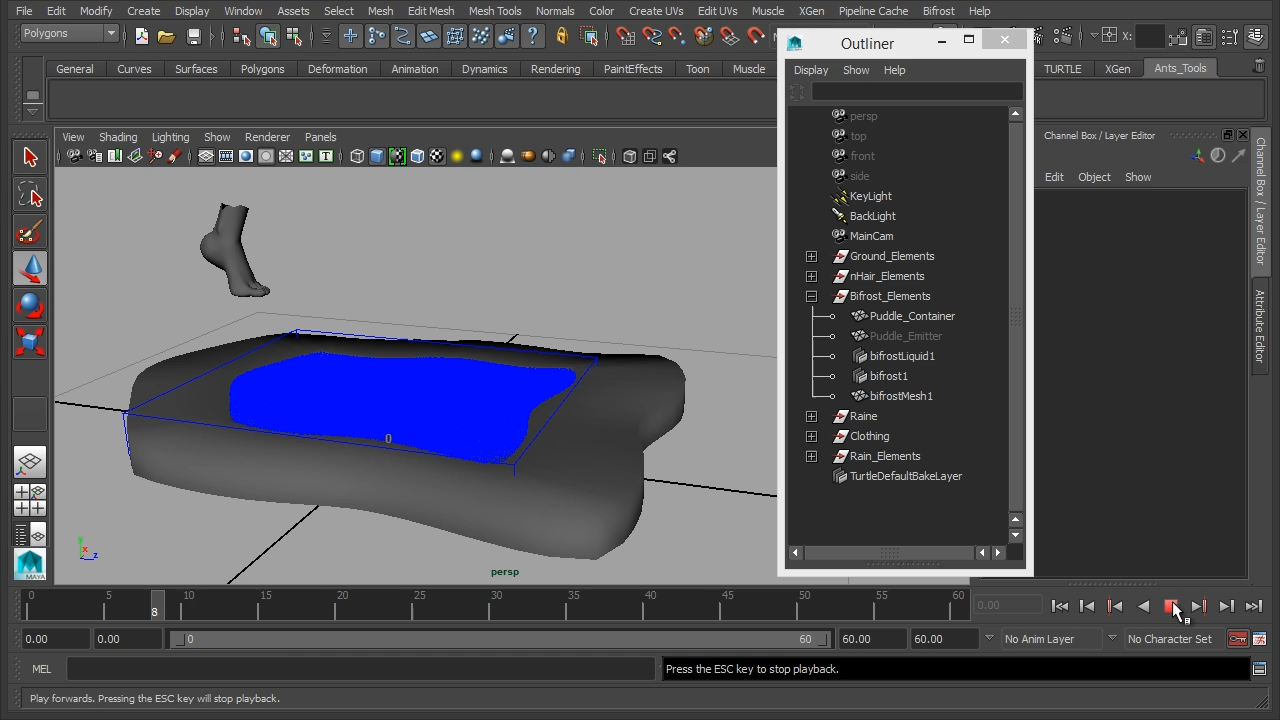 File Edit Modify Create Display Window Assets Select Mesh Edit Mesh Mesh Tools Normals Color Create UVs Edit UVs Muscle XGen Pipeline Cache Bifrost Help
Polygons
X:
General Curves Surfaces Polygons Deformation Animation Dynamics Rendering PaintEffects Toon Muscle
TURTLE XGen Ants_Tools
View Shading Lighting Show Renderer Panels
0
persp
y
x
z
MAYA
Outliner
Display Show Help
persp
top
front
side
KeyLight
BackLight
MainCam
Ground_Elements
nHair_Elements
Bifrost_Elements
Puddle_Container
Puddle_Emitter
bifrostLiquid1
bifrost1
bifrostMesh1
Raine
Clothing
Rain_Elements
TurtleDefaultBakeLayer
Channel Box / Layer Editor
Edit Object Show
Channel Box / Layer Editor
Attribute Editor
0 5 8 10 15 20 25 30 35 40 45 50 55 60
0.00
0.00 0.00 0 60 60.00 60.00 No Anim Layer No Character Set
MEL
Press the ESC key to stop playback.
Play forwards. Pressing the ESC key will stop playback.